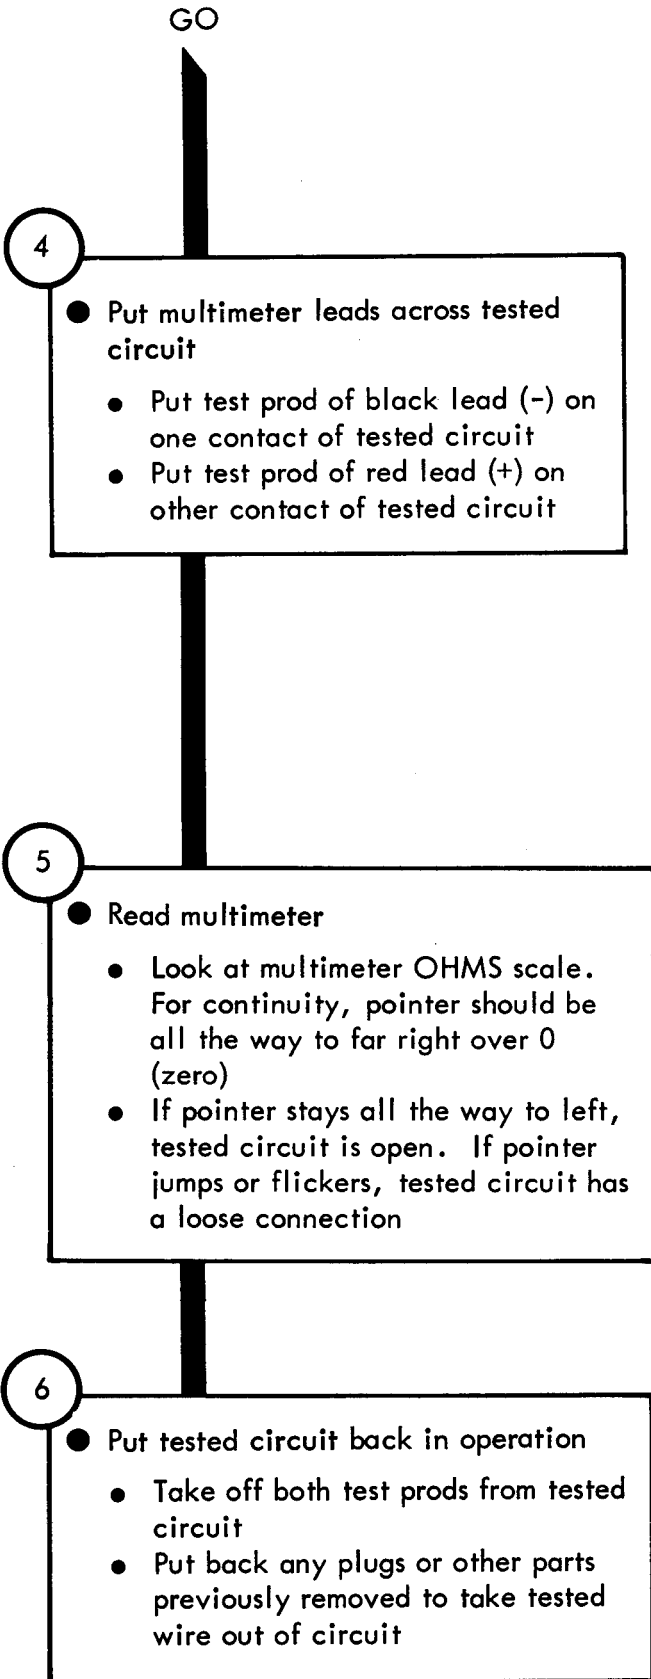 GO
4
● Put multimeter leads across tested
circuit
● Put test prod of black lead (-) on
one contact of tested circuit
● Put test prod of red lead (+) on
other contact of tested circuit
5
● Read multimeter
● Look at multimeter OHMS scale.
For continuity, pointer should be
all the way to far right over 0
(zero)
● If pointer stays all the way to left,
tested circuit is open. If pointer
jumps or flickers, tested circuit has
a loose connection
6
● Put tested circuit back in operation
● Take off both test prods from tested
circuit
● Put back any plugs or other parts
previously removed to take tested
wire out of circuit